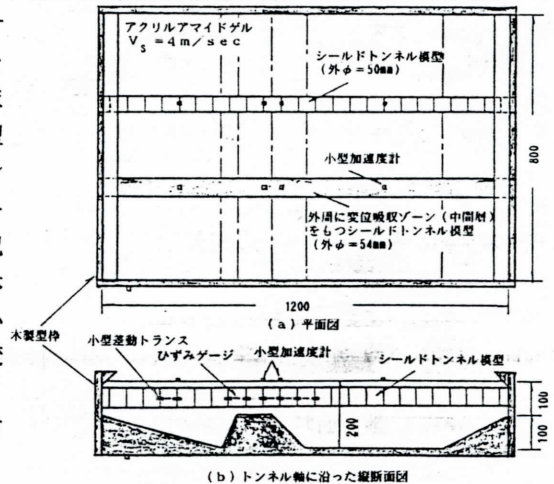 アクリルアマイドゲル
Vs=4m/sec
シールドトンネル模型
(外φ=50mm)
小型加速度計
外周に変位吸収ゾーン(中間層)
をもつシールドトンネル模型
(外φ=54mm)
800
1200
(a)平面図
木製型枠
小型差動トランス
ひずみゲージ
小型加速度計
シールドトンネル模型
200
100
100
(b)トンネル軸に沿った縦断面図